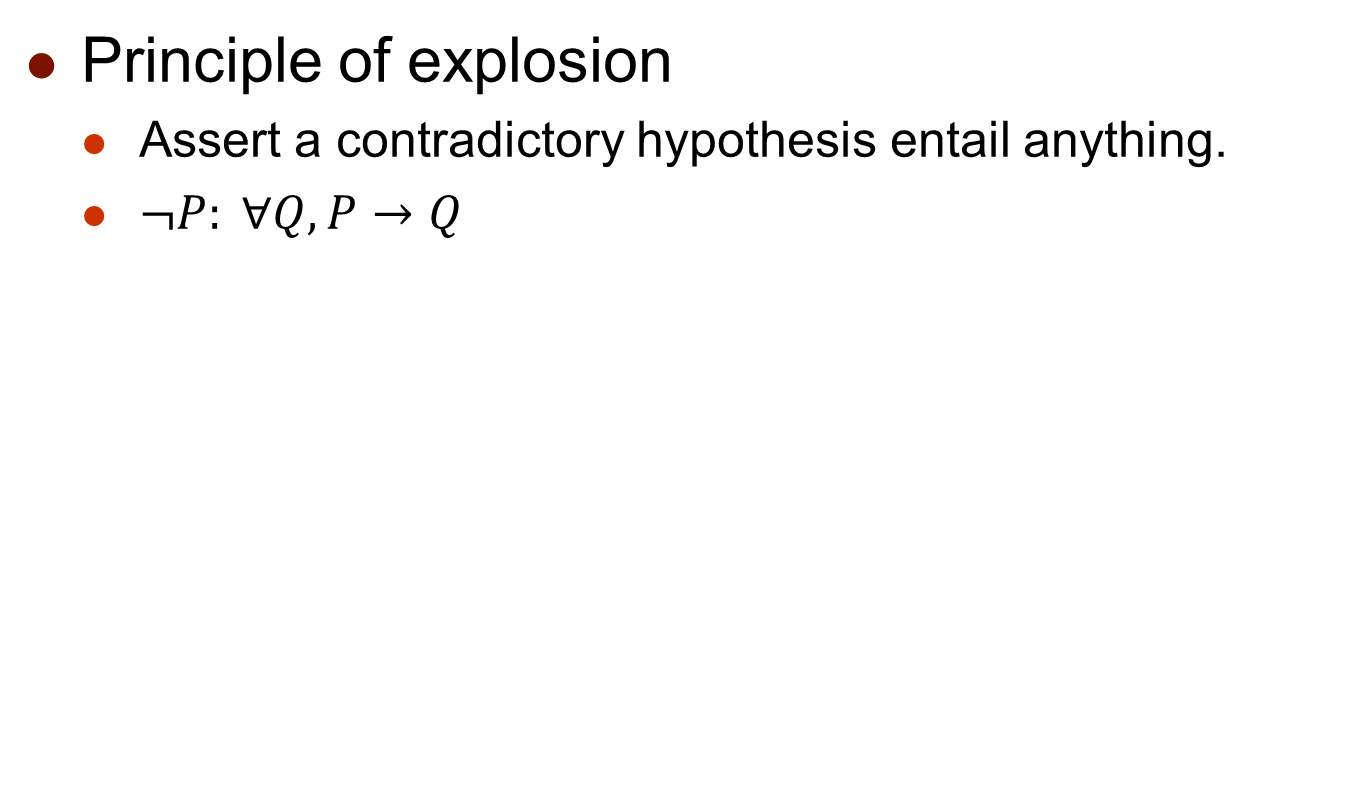 Principle of explosion
Assert a contradictory hypothesis entail anything.
¬P: ∀Q, P → Q